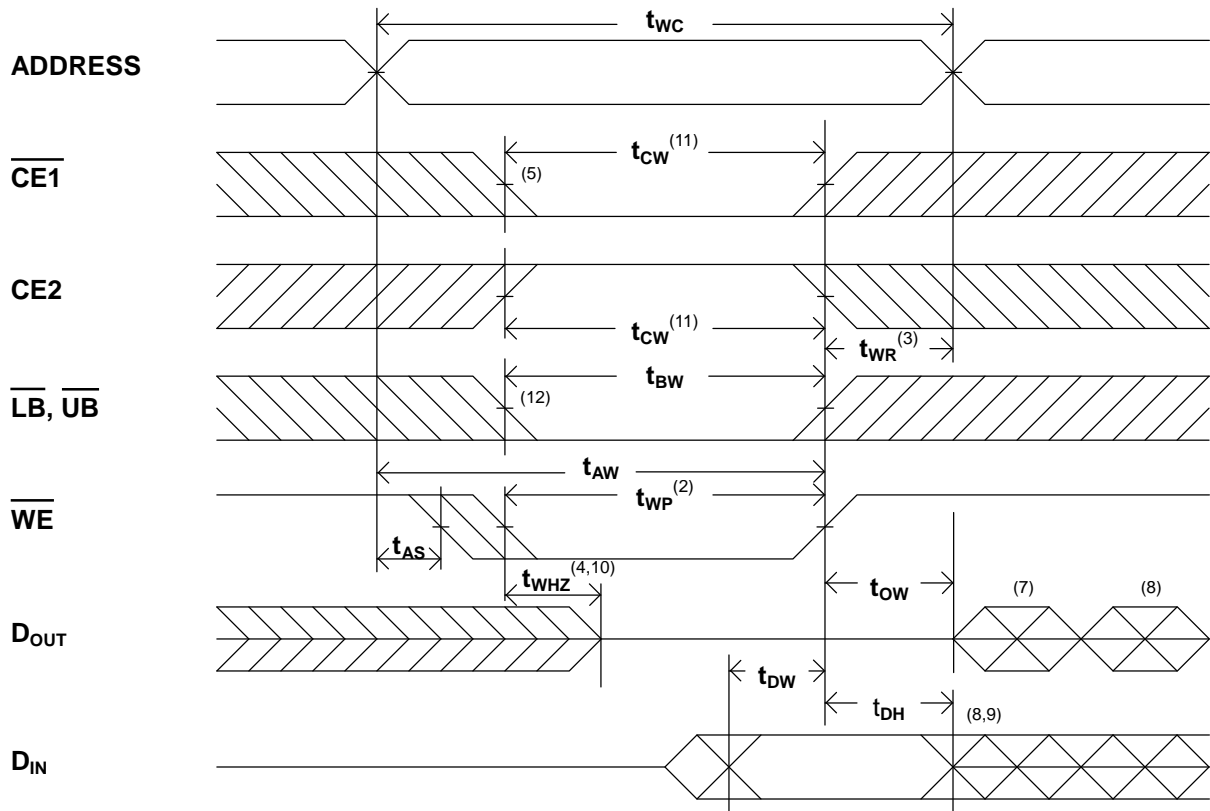 tWC
ADDRESS
CE1
tCW(11)
(5)
CE2
tCW(11)
tWR(3)
LB, UB
tBW
(12)
tAW
WE
tWP(2)
tAS
tWHZ(4,10)
tOW
(7)
(8)
DOUT
tDW
tDH
(8,9)
DIN